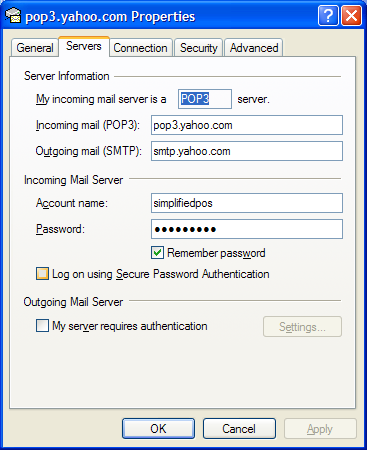 pop3.yahoo.com Properties
General Servers Connection Security Advanced
Server Information
My incoming mail server is a POP3 server.
Incoming mail (POP3): pop3.yahoo.com
Outgoing mail (SMTP): smtp.yahoo.com
Incoming Mail Server
Account name: simplifiedpos
Password: ●●●●●●●●●
Remember password
Log on using Secure Password Authentication
Outgoing Mail Server
My server requires authentication Settings...
OK Cancel Apply